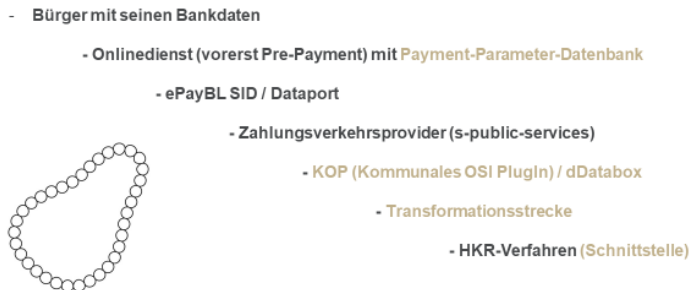 - Bürger mit seinen Bankdaten
- Onlinedienst (vorerst Pre-Payment) mit Payment-Parameter-Datenbank
- ePayBL SID / Dataport
- Zahlungsverkehrsprovider (s-public-services)
- KOP (Kommunales OSI PlugIn) / dDatabox
- Transformationsstrecke
- HKR-Verfahren (Schnittstelle)